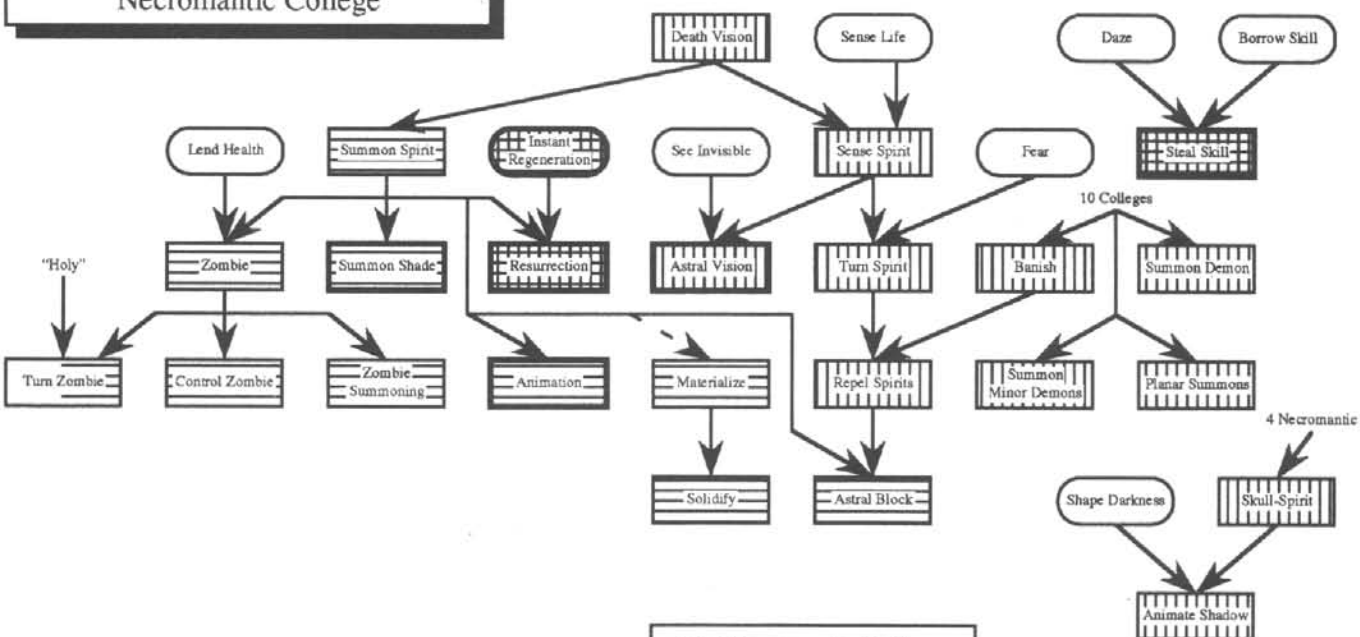 Necromantic College
Death Vision
Sense Life
Daze
Borrow Skill
Lend Health
Summon Spirit
Instant
Regeneration
See Invisible
Sense Spirit
Fear
Steal Skill
10 Colleges
"Holy"
Zombie
Summon Shade
Resurrection
Astral Vision
Turn Spirit
Banish
Summon Demon
Turn Zombie
Control Zombie
Zombie
Summoning
Animation
Materialize
Repel Spirits
Summon
Minor Demons
Planar Summons
4 Necromantic
Solidify
Astral Block
Shape Darkness
Skull-Spirit
Animate Shadow